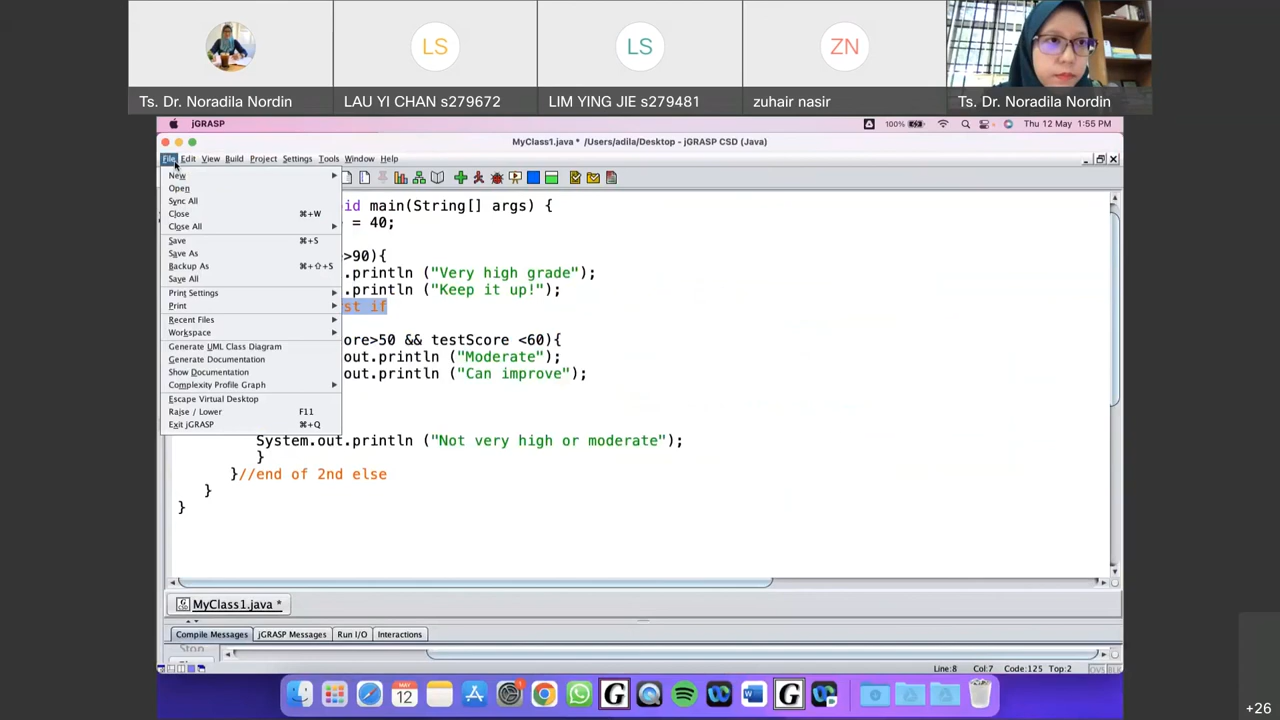 LS
LS
ZN
Ts. Dr. Noradila Nordin
LAU YI CHAN s279672
LIM YING JIE s279481
zuhair nasir
Ts. Dr. Noradila Nordin
jGRASP
100%
Thu 12 May 1:55 PM
MyClass1.java * /Users/adila/Desktop - jGRASP CSD (Java)
File Edit View Build Project Settings Tools Window Help
New
Open
Sync All
Close ⌘+W
Close All
Save ⌘+S
Save As
Backup As ⌘+⇧+S
Save All
Print Settings
Print
Recent Files
Workspace
Generate UML Class Diagram
Generate Documentation
Show Documentation
Complexity Profile Graph
Escape Virtual Desktop
Raise / Lower F11
Exit jGRASP ⌘+Q
id main(String[] args) {
= 40;
>90){
.println ("Very high grade");
.println ("Keep it up!");
st if
ore>50 && testScore <60){
out.println ("Moderate");
out.println ("Can improve");
System.out.println ("Not very high or moderate");
}
}//end of 2nd else
}
}
MyClass1.java *
Compile Messages jGRASP Messages Run I/O Interactions
Stop
Line:8 Col:7 Code:125 Top:2
OVS BLK
MAY
12
1
W
+26